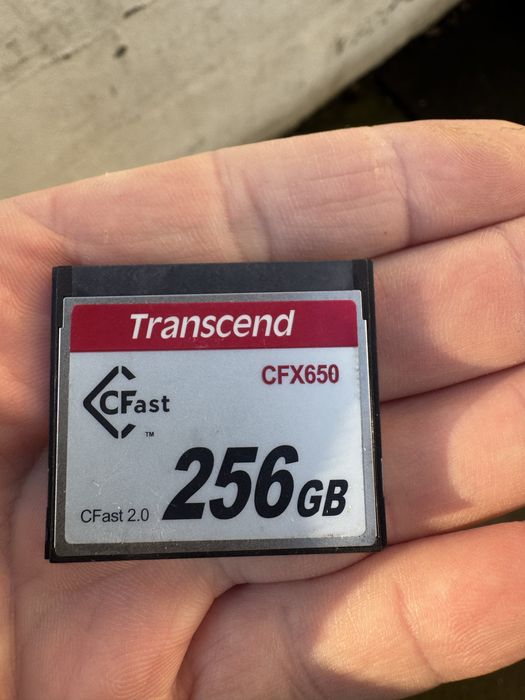 Transcend
CFX650
CFast
™
CFast 2.0
256GB